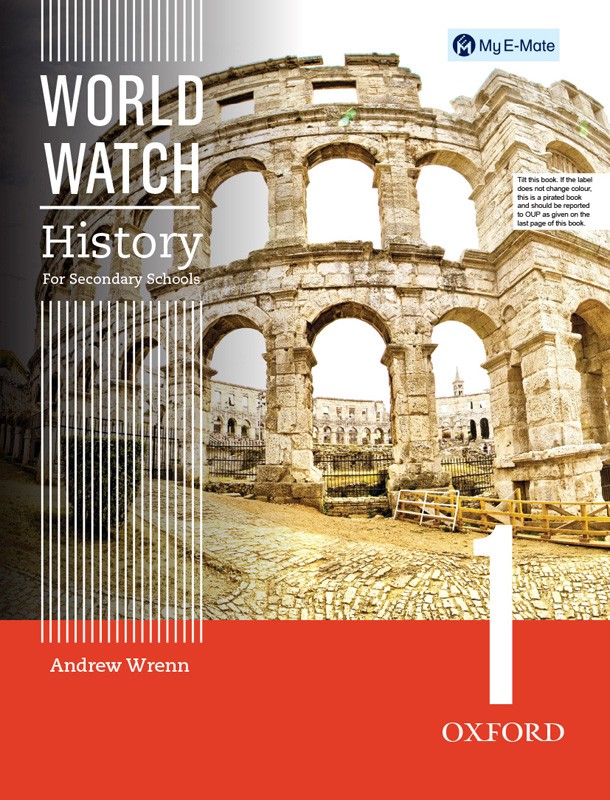 My E-Mate
WORLD
WATCH
History
For Secondary Schools
Tilt this book. If the label
does not change colour,
this is a pirated book
and should be reported
to OUP as given on the
last page of this book.
Andrew Wrenn
1
OXFORD